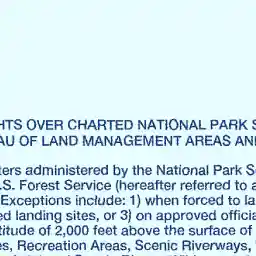 HTS OVER CHARTED NATIONAL PARK S
AU OF LAND MANAGEMENT AREAS AN
ters administered by the National Park S
.S. Forest Service (hereafter referred to a
Exceptions include: 1) when forced to la
ed landing sites, or 3) on approved officia
titude of 2,000 feet above the surface of
es, Recreation Areas, Scenic Riverways,